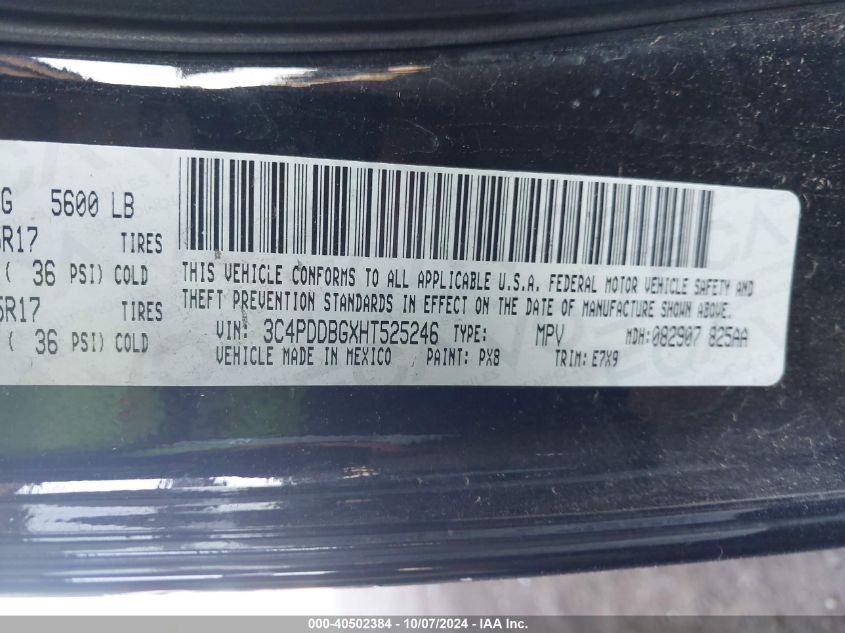 G 5600 LB
R17 TIRES
( 36 PSI) COLD
5R17 TIRES
( 36 PSI) COLD
THIS VEHICLE CONFORMS TO ALL APPLICABLE U.S.A. FEDERAL MOTOR VEHICLE SAFETY AND
THEFT PREVENTION STANDARDS IN EFFECT ON THE DATE OF MANUFACTURE SHOWN ABOVE.
VIN: 3C4PDDBGXHT525246 TYPE: MPV MDH:082907 825AA
VEHICLE MADE IN MEXICO PAINT: PX8 TRIM: E7X9
000-40502384 - 10/07/2024 - IAA Inc.